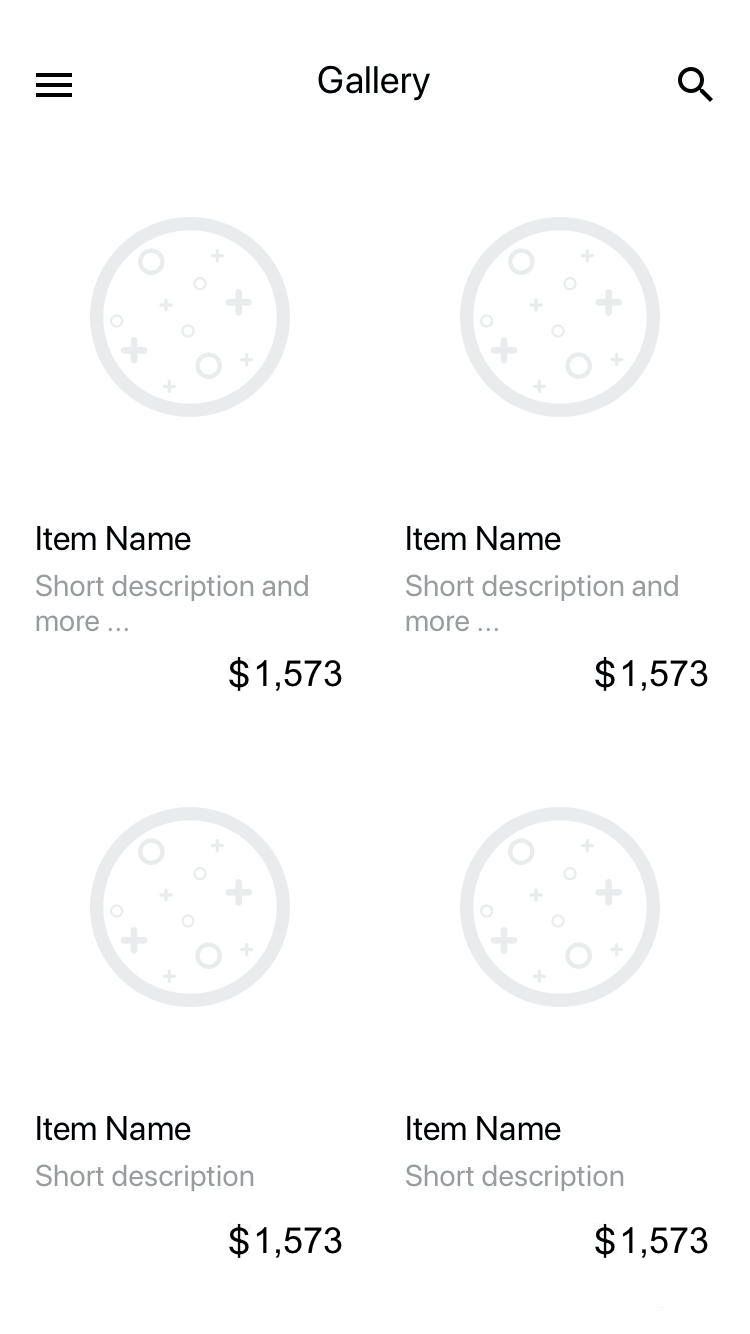 Gallery
Item Name
Short description and
more ...
$1,573
Item Name
Short description and
more ...
$1,573
Item Name
Short description
$1,573
Item Name
Short description
$1,573